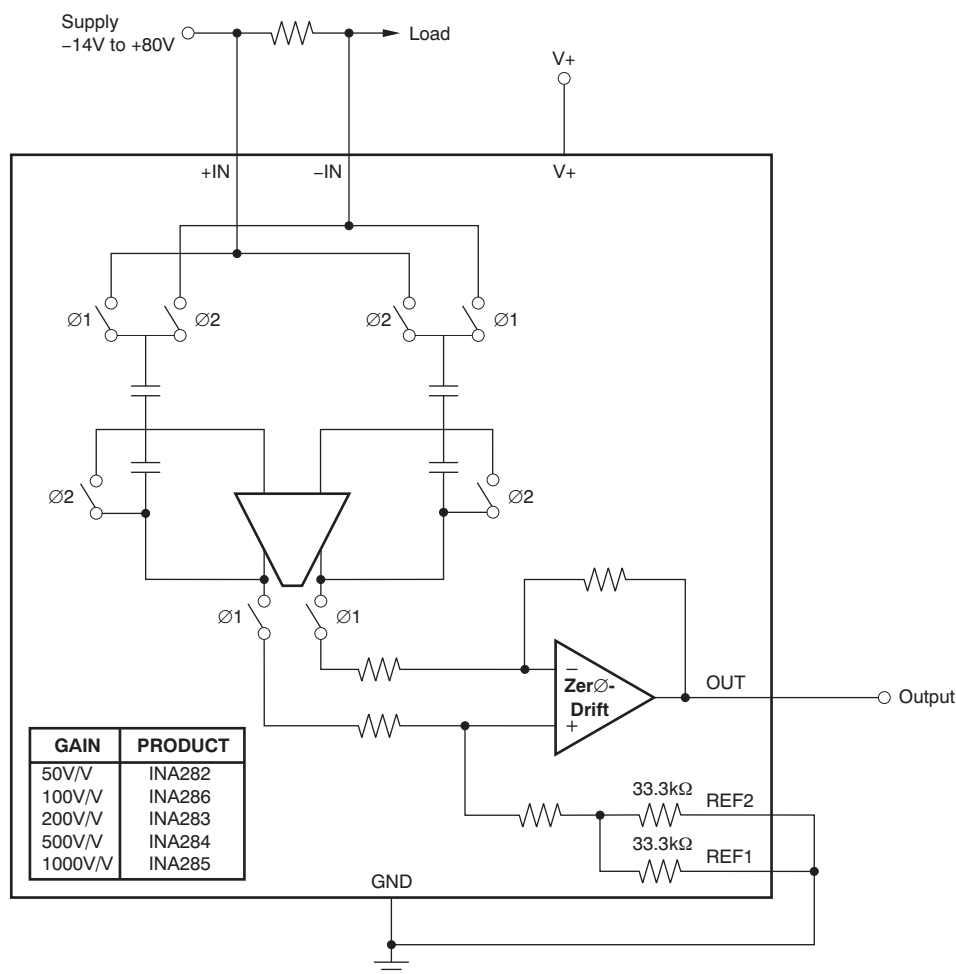 Supply
−14V to +80V
Load
V+
+IN
−IN
V+
∅1
∅2
∅2
∅1
∅2
∅2
∅1
∅1
−
Zer∅-
Drift
+
OUT
Output
GAIN PRODUCT
50V/V INA282
100V/V INA286
200V/V INA283
500V/V INA284
1000V/V INA285
33.3kΩ
REF2
33.3kΩ
REF1
GND